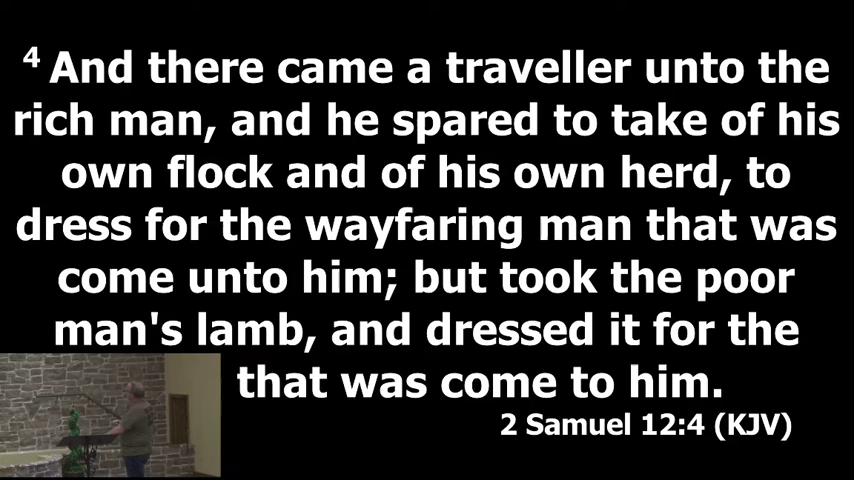 4 And there came a traveller unto the
rich man, and he spared to take of his
own flock and of his own herd, to
dress for the wayfaring man that was
come unto him; but took the poor
man's lamb, and dressed it for the
that was come to him.
2 Samuel 12:4 (KJV)